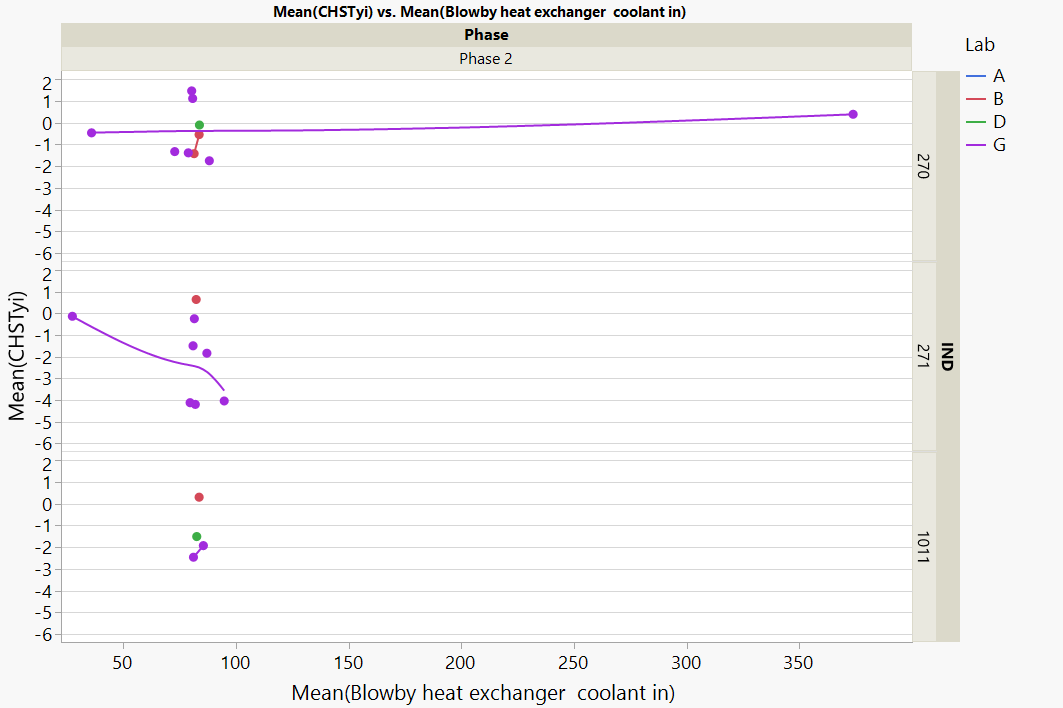 Mean(CHSTyi) vs. Mean(Blowby heat exchanger  coolant in)
Phase
Phase 2
Lab
A
B
D
G
2
1
0
-1
-2
-3
-4
-5
-6
270
2
1
0
-1
-2
-3
-4
-5
-6
271
2
1
0
-1
-2
-3
-4
-5
-6
1011
IND
Mean(CHSTyi)
50 100 150 200 250 300 350
Mean(Blowby heat exchanger  coolant in)